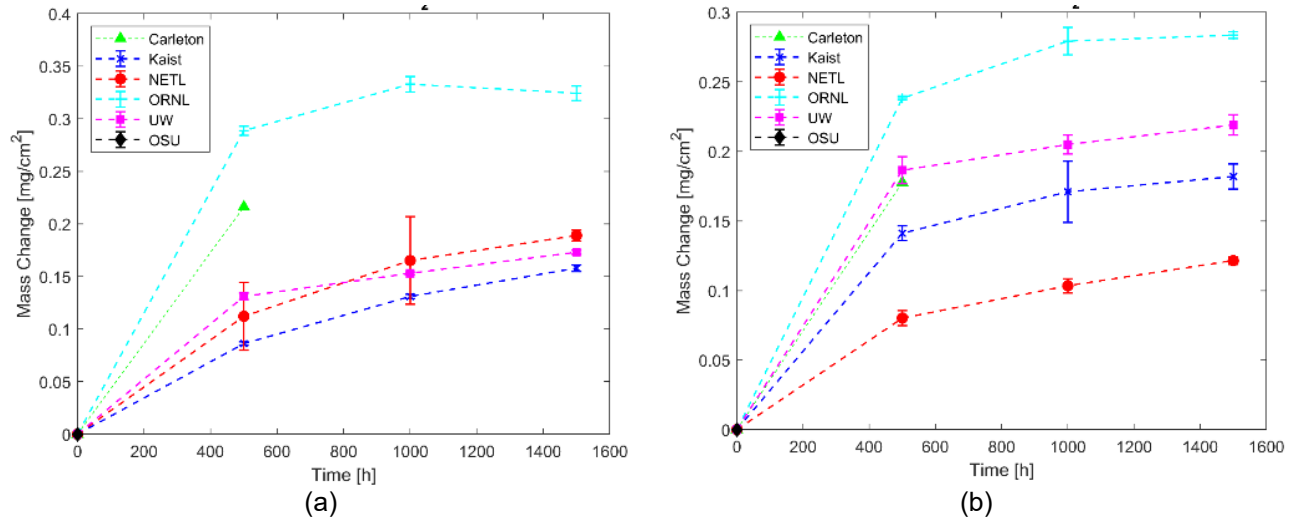 2
0.4
0.35
0.3
0.25
0.2
0.15
0.1
0.05
0
Mass Change [mg/cm2]
Carleton
Kaist
NETL
ORNL
UW
OSU
0 200 400 600 800 1000 1200 1400 1600
Time [h]
(a)
2
0.3
0.25
0.2
0.15
0.1
0.05
0
Mass Change [mg/cm2]
Carleton
Kaist
NETL
ORNL
UW
OSU
0 200 400 600 800 1000 1200 1400 1600
Time [h]
(b)